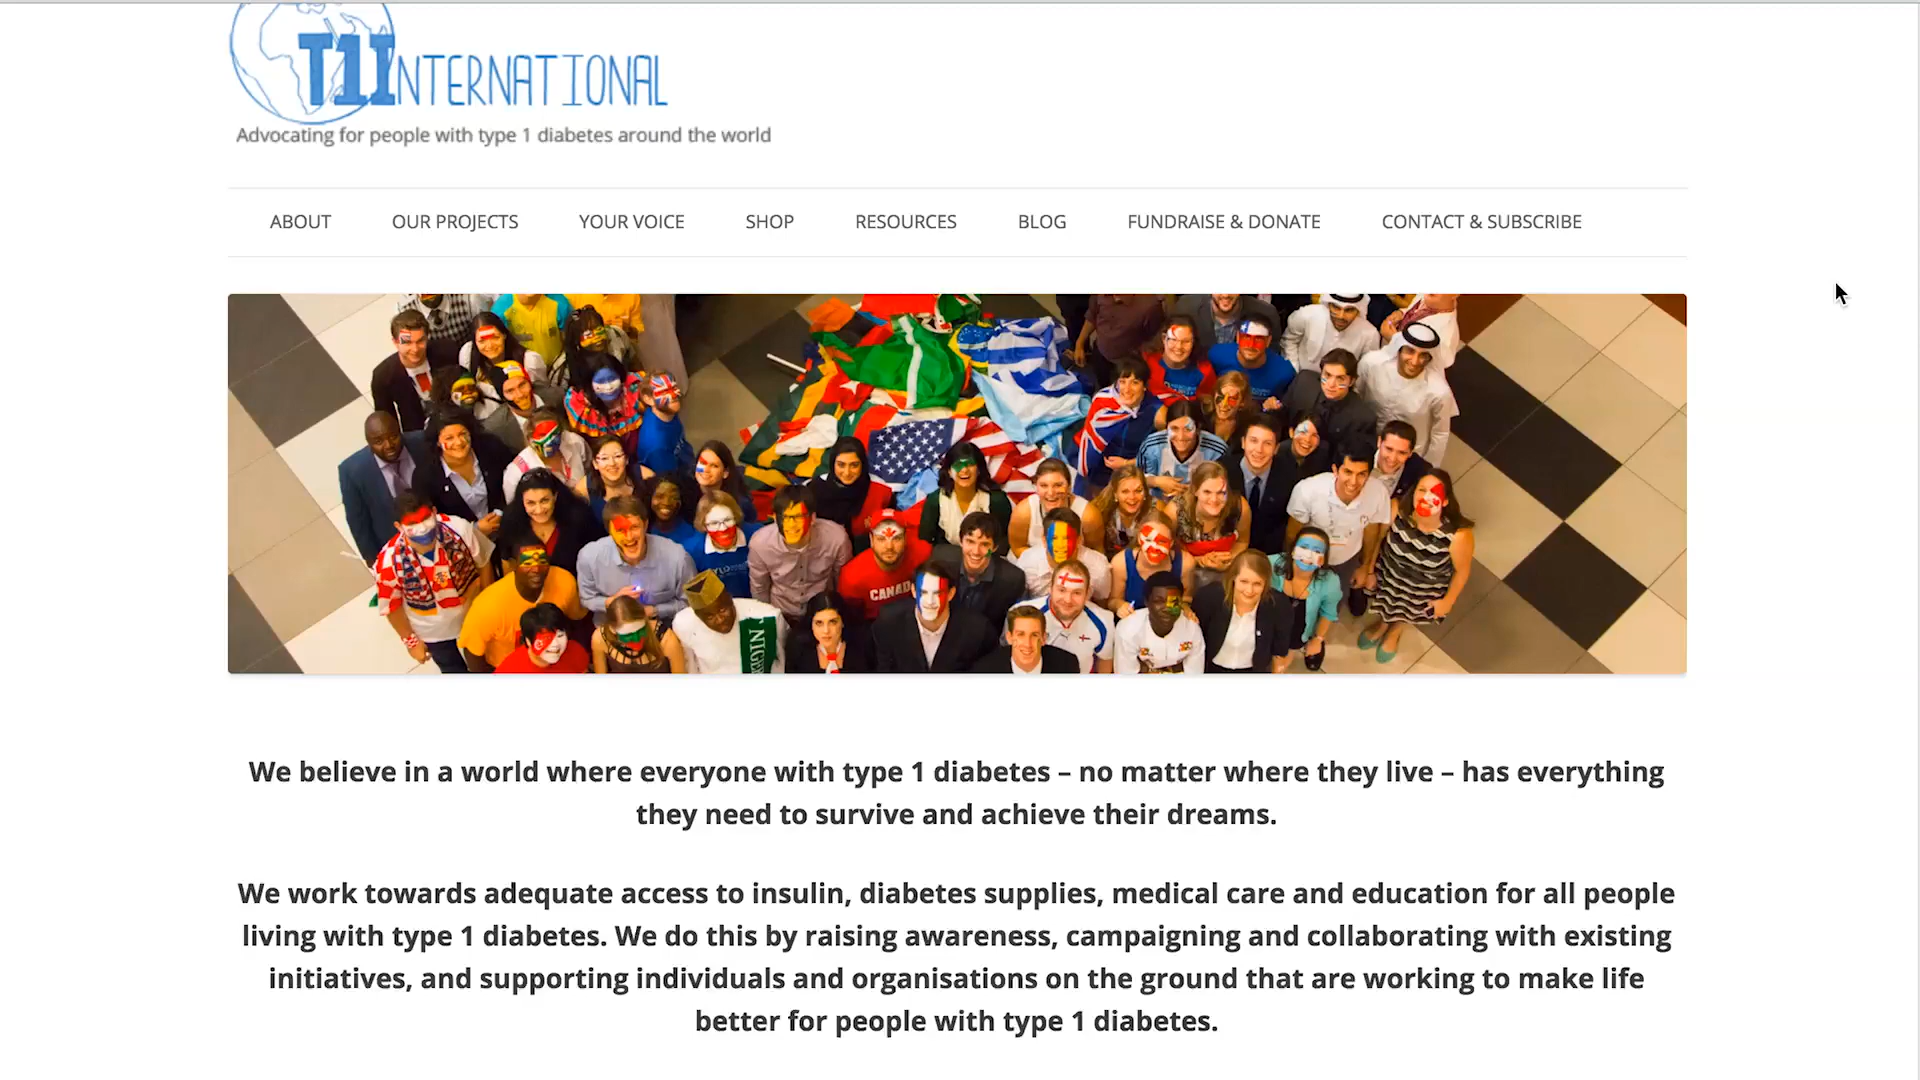 T1INTERNATIONAL
Advocating for people with type 1 diabetes around the world
ABOUT OUR PROJECTS YOUR VOICE SHOP RESOURCES BLOG FUNDRAISE & DONATE CONTACT & SUBSCRIBE
CANADA
We believe in a world where everyone with type 1 diabetes – no matter where they live – has everything
they need to survive and achieve their dreams.
We work towards adequate access to insulin, diabetes supplies, medical care and education for all people
living with type 1 diabetes. We do this by raising awareness, campaigning and collaborating with existing
initiatives, and supporting individuals and organisations on the ground that are working to make life
better for people with type 1 diabetes.